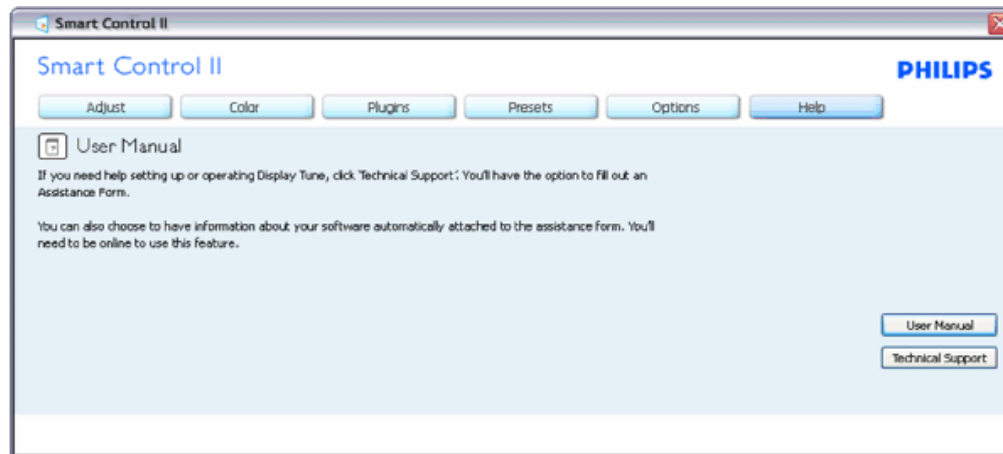 Smart Control II
Smart Control II
PHILIPS
Adjust Color Plugins Presets Options Help
User Manual
If you need help setting up or operating Display Tune, click 'Technical Support'. You'll have the option to fill out an
Assistance Form.
You can also choose to have information about your software automatically attached to the assistance form. You'll
need to be online to use this feature.
User Manual
Technical Support